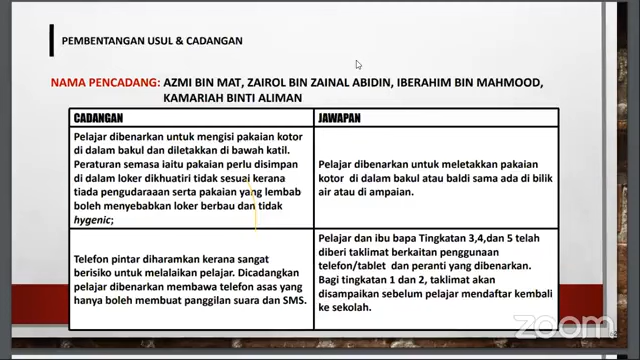 PEMBENTANGAN USUL & CADANGAN
NAMA PENCADANG: AZMI BIN MAT, ZAIROL BIN ZAINAL ABIDIN, IBERAHIM BIN MAHMOOD,
KAMARIAH BINTI ALIMAN
CADANGAN
JAWAPAN
Pelajar dibenarkan untuk mengisi pakaian kotor
di dalam bakul dan diletakkan di bawah katil.
Peraturan semasa iaitu pakaian perlu disimpan
di dalam loker dikhuatiri tidak sesuai kerana
tiada pengudaraaan serta pakaian yang lembab
boleh menyebabkan loker berbau dan tidak
hygenic;
Pelajar dibenarkan untuk meletakkan pakaian
kotor di dalam bakul atau baldi sama ada di bilik
air atau di ampaian.
Telefon pintar diharamkan kerana sangat
berisiko untuk melalaikan pelajar. Dicadangkan
pelajar dibenarkan membawa telefon asas yang
hanya boleh membuat panggilan suara dan SMS.
Pelajar dan ibu bapa Tingkatan 3,4,dan 5 telah
diberi taklimat berkaitan penggunaan
telefon/tablet dan peranti yang dibenarkan.
Bagi tingkatan 1 dan 2, taklimat akan
disampaikan sebelum pelajar mendaftar kembali
ke sekolah.
zoom